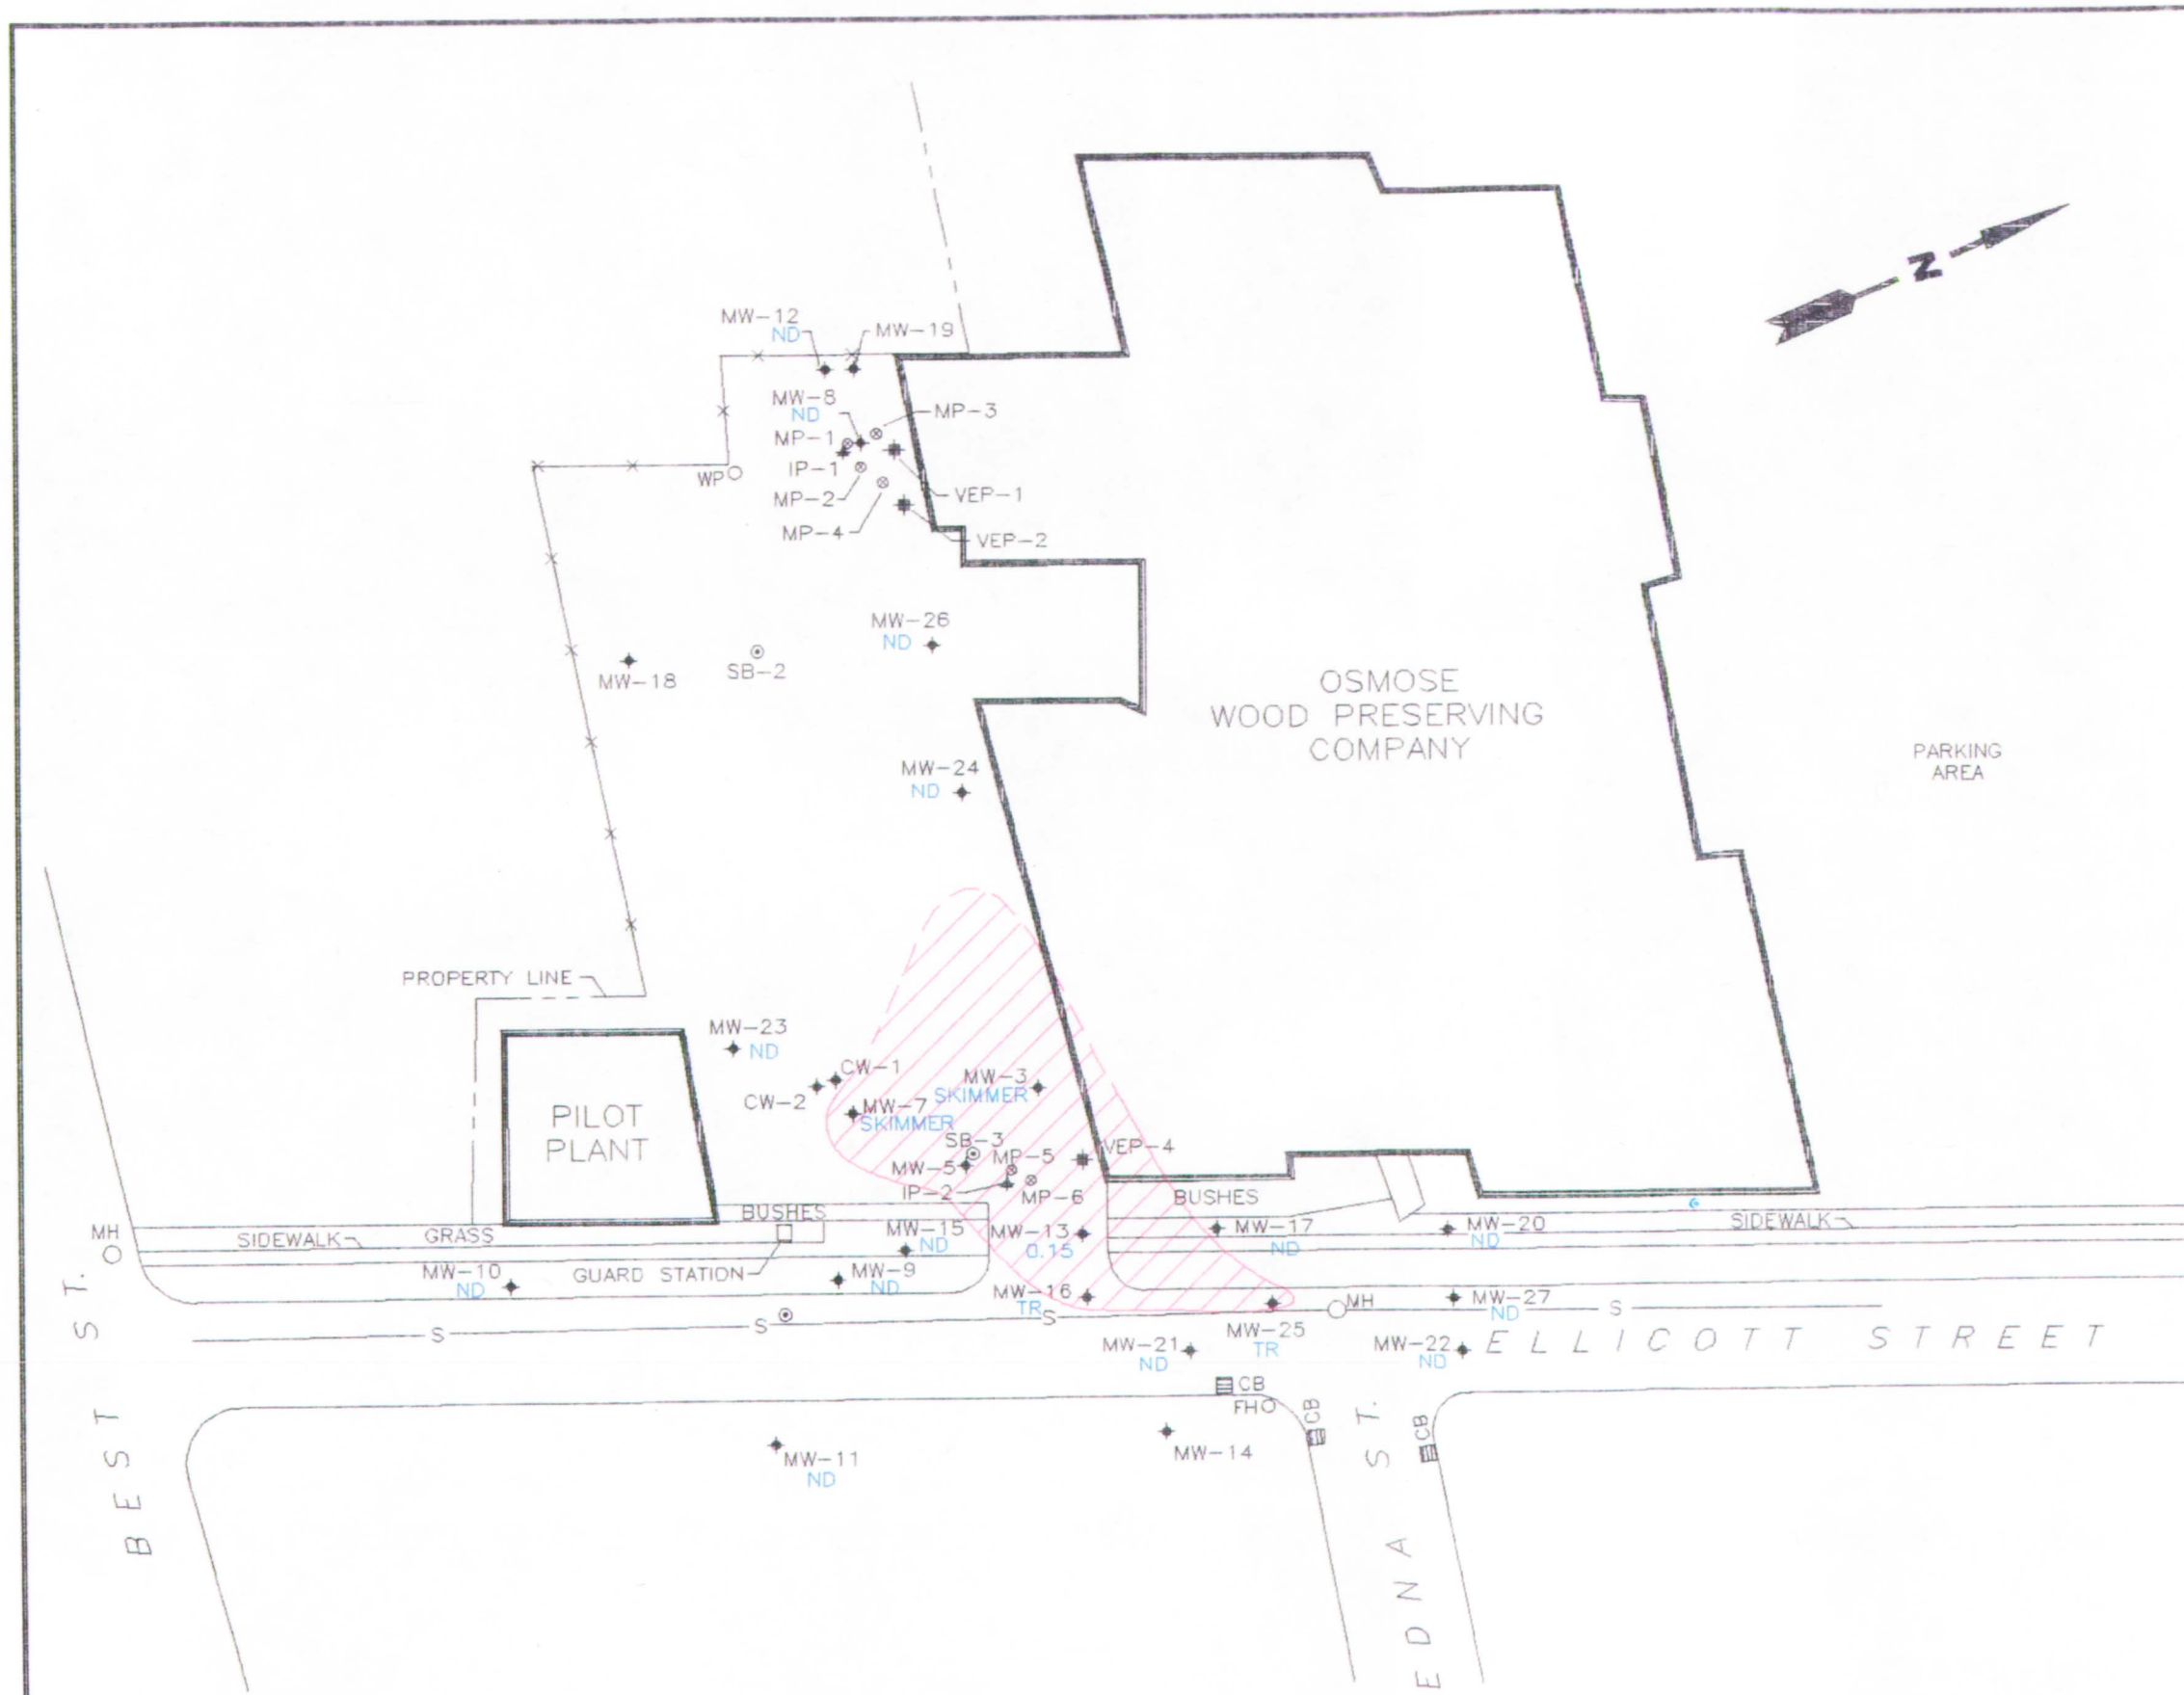 N
MW-12
ND
MW-19
MW-8
ND
MP-3
MP-1
IP-1
WP
MP-2
VEP-1
MP-4
VEP-2
MW-26
ND
MW-18
SB-2
OSMOSE
WOOD PRESERVING
COMPANY
PARKING
AREA
MW-24
ND
PROPERTY LINE
MW-23
ND
CW-1
CW-2
MW-3
SKIMMER
MW-7
SKIMMER
PILOT
PLANT
SB-3
MP-5
VEP-4
MW-5
IP-2
MP-6
BUSHES
BUSHES
MH
SIDEWALK
GRASS
MW-15
ND
MW-13
0.15
MW-17
ND
MW-20
ND
SIDEWALK
MW-10
ND
GUARD STATION
MW-9
ND
MW-16
TR
MH
MW-27
ND
S
S
S
S
MW-21
ND
MW-25
TR
MW-22
ND
ELLICOTT STREET
CB
FH
CB
CB
MW-11
ND
MW-14
BEST ST.
EDNA ST.